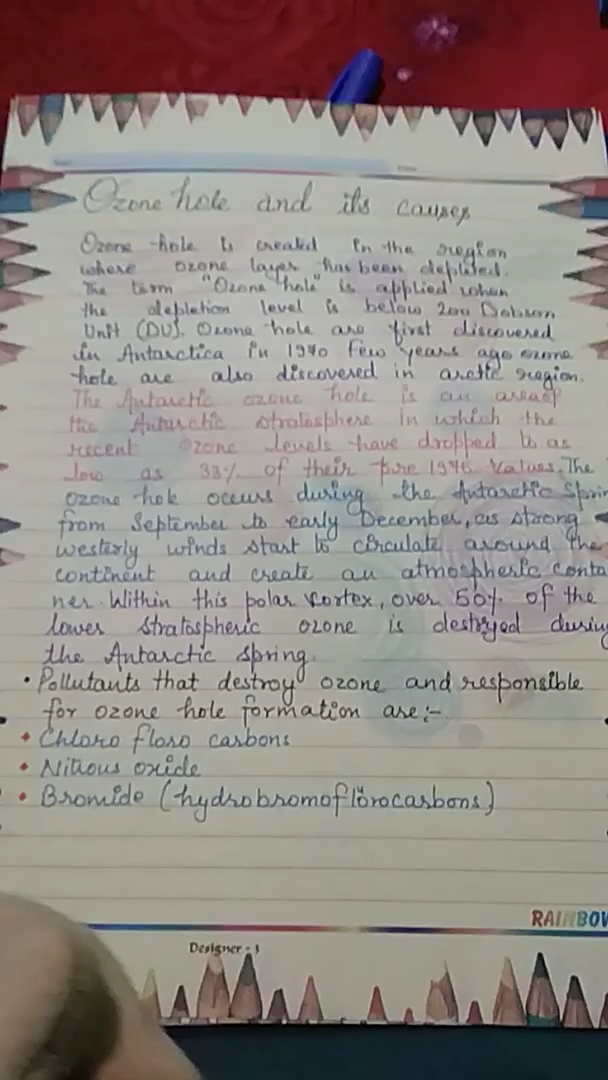 Ozone hole and its causes
Ozone hole is created in the region
where ozone layer has been depleted.
The term "Ozone hole" is applied when
the depletion level is below 200 Dobson
Unit (DU). Ozone hole are first discovered
in Antarctica in 1970 few years ago ozone
hole are also discovered in arctic region.
The Antarctic ozone hole is an area of
the Antarctic stratosphere in which the
recent ozone levels have dropped to as
low as 33% of their pre 1975 values. The
ozone hole occurs during the Antarctic Sprin
from September to early December, as strong
westerly winds start to circulate around the
continent and create an atmospheric conta
ner. Within this polar vortex, over 50% of the
lower stratospheric ozone is destroyed during
the Antarctic spring.
• Pollutants that destroy ozone and responsible
for ozone hole formation are:-
• Chloro floro carbons
• Nitrous oxide
• Bromide (hydrobromoflorocarbons)
RAINBOW
Designer - 1